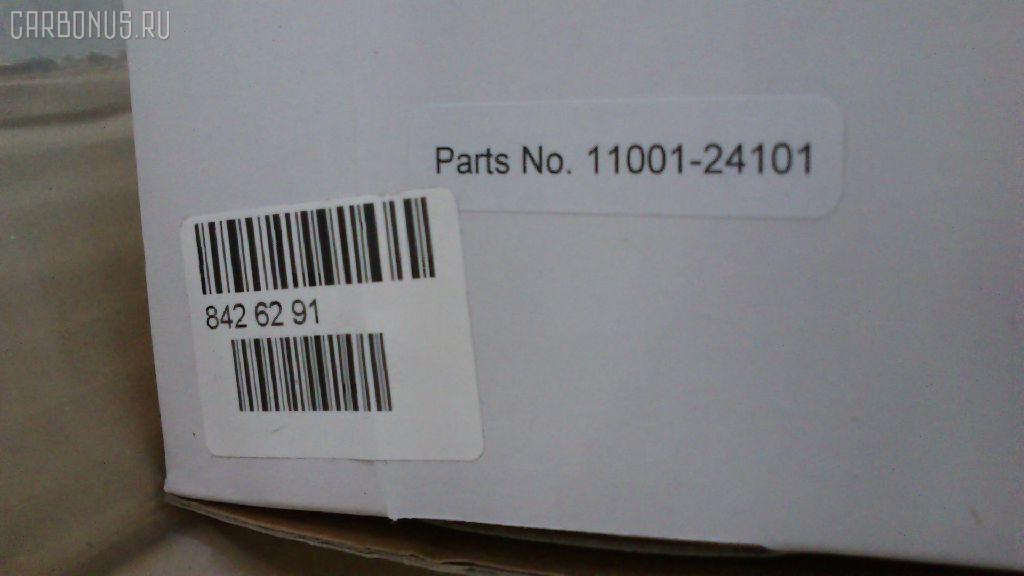 CARBONUS.RU
Parts No. 11001-24101
842 62 91